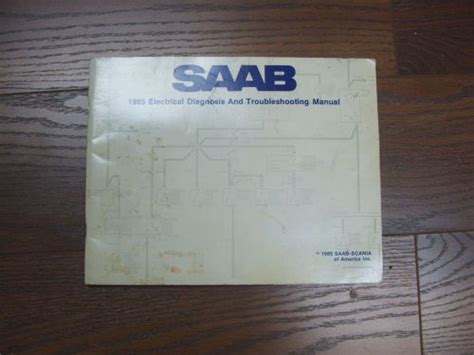 SAAB
1985 Electrical Diagnosis And Troubleshooting Manual
© 1985 SAAB-SCANIA
of America Inc.